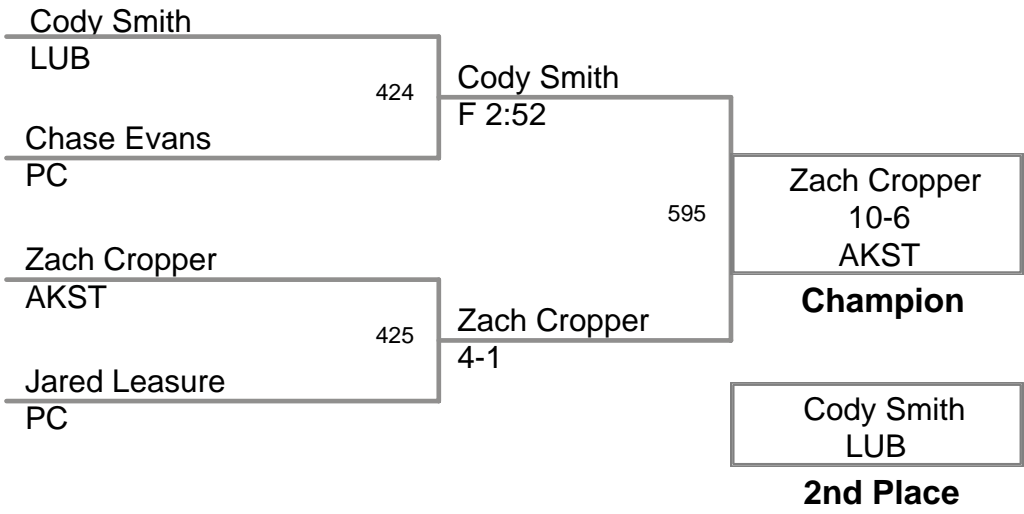 Cody Smith
LUB
424
Chase Evans
PC
Cody Smith
F 2:52
Zach Cropper
AKST
425
Jared Leasure
PC
Zach Cropper
4-1
595
Zach Cropper
10-6
AKST
Champion
Cody Smith
LUB
2nd Place